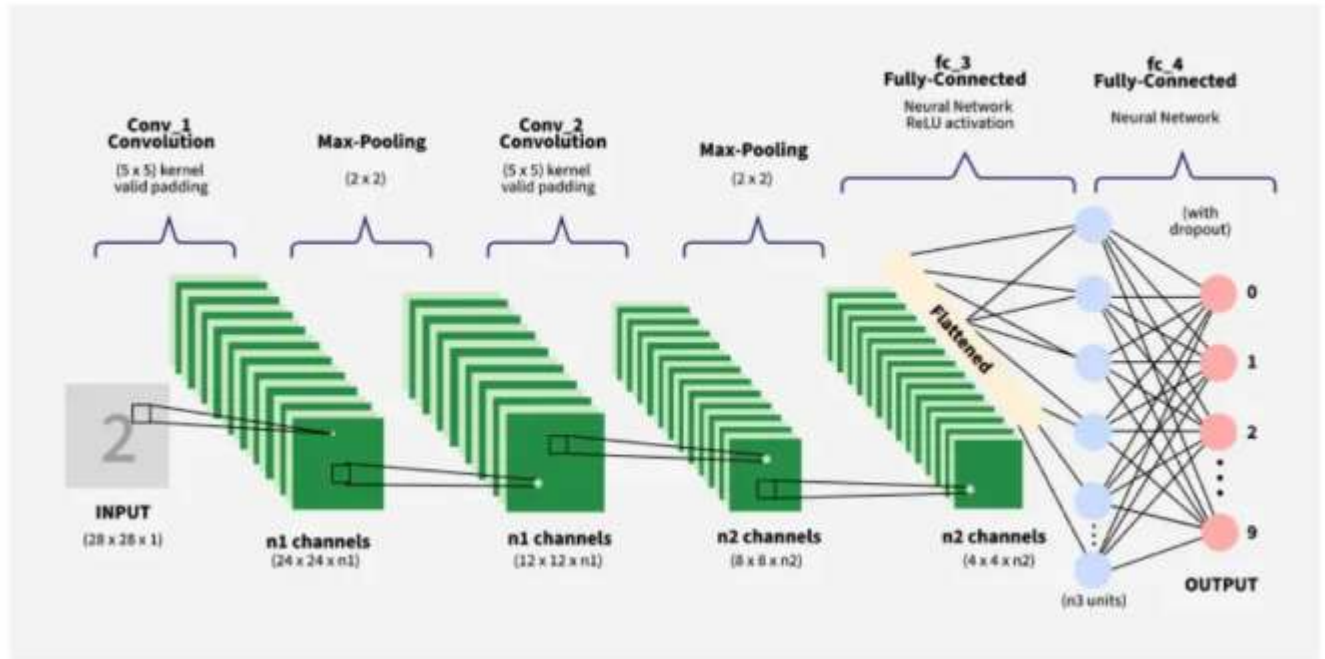 fc_3
Fully-Connected
Neural Network
ReLU activation
fc_4
Fully-Connected
Neural Network
Conv_1
Convolution
(5 x 5) kernel
valid padding
Max-Pooling
(2 x 2)
Conv_2
Convolution
(5 x 5) kernel
valid padding
Max-Pooling
(2 x 2)
(with
dropout)
Flattened
2
INPUT
(28 x 28 x 1)
n1 channels
(24 x 24 x n1)
n1 channels
(12 x 12 x n1)
n2 channels
(8 x 8 x n2)
n2 channels
(4 x 4 x n2)
(n3 units)
0
1
2
9
OUTPUT